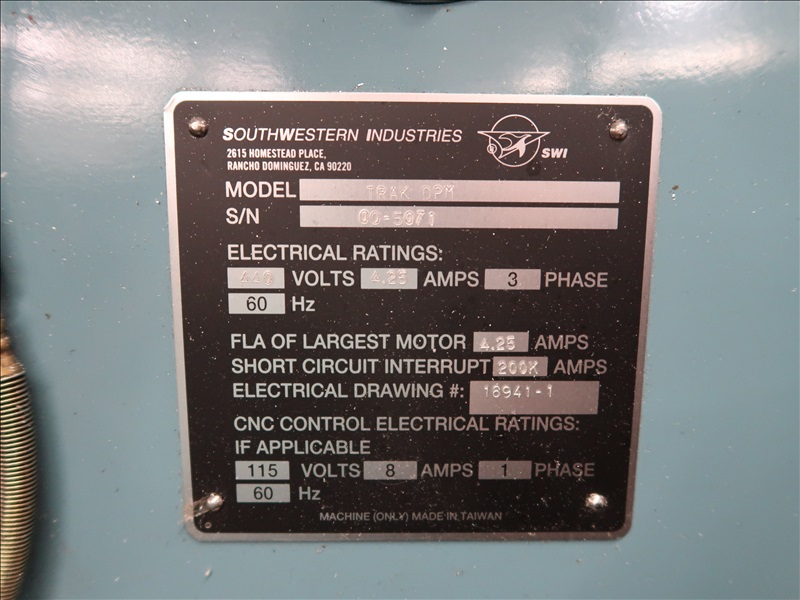 SOUTHWESTERN INDUSTRIES
2615 HOMESTEAD PLACE,
RANCHO DOMINGUEZ, CA 90220
SWI
MODEL TRAK DPM
S/N
ELECTRICAL RATINGS:
440 VOLTS 4.25 AMPS 3 PHASE
60 Hz
FLA OF LARGEST MOTOR 4.25 AMPS
SHORT CIRCUIT INTERRUPT 200K AMPS
ELECTRICAL DRAWING #: 18941-1
CNC CONTROL ELECTRICAL RATINGS:
IF APPLICABLE
115 VOLTS 8 AMPS 1 PHASE
60 Hz
MACHINE (ONLY) MADE IN TAIWAN